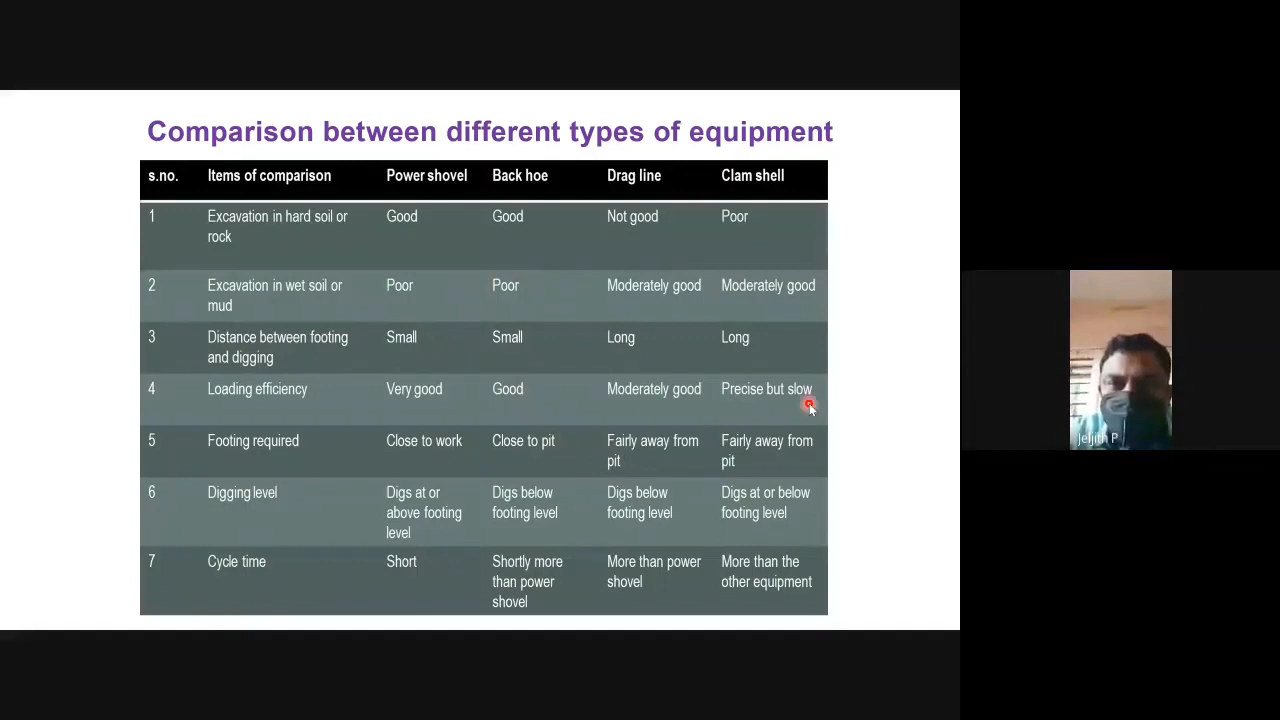 Comparison between different types of equipment
s.no. Items of comparison Power shovel Back hoe Drag line Clam shell
1 Excavation in hard soil or rock Good Good Not good Poor
2 Excavation in wet soil or mud Poor Poor Moderately good Moderately good
3 Distance between footing and digging Small Small Long Long
4 Loading efficiency Very good Good Moderately good Precise but slow
5 Footing required Close to work Close to pit Fairly away from pit Fairly away from pit
6 Digging level Digs at or above footing level Digs below footing level Digs below footing level Digs at or below footing level
7 Cycle time Short Shortly more than power shovel More than power shovel More than the other equipment
Jeljith P